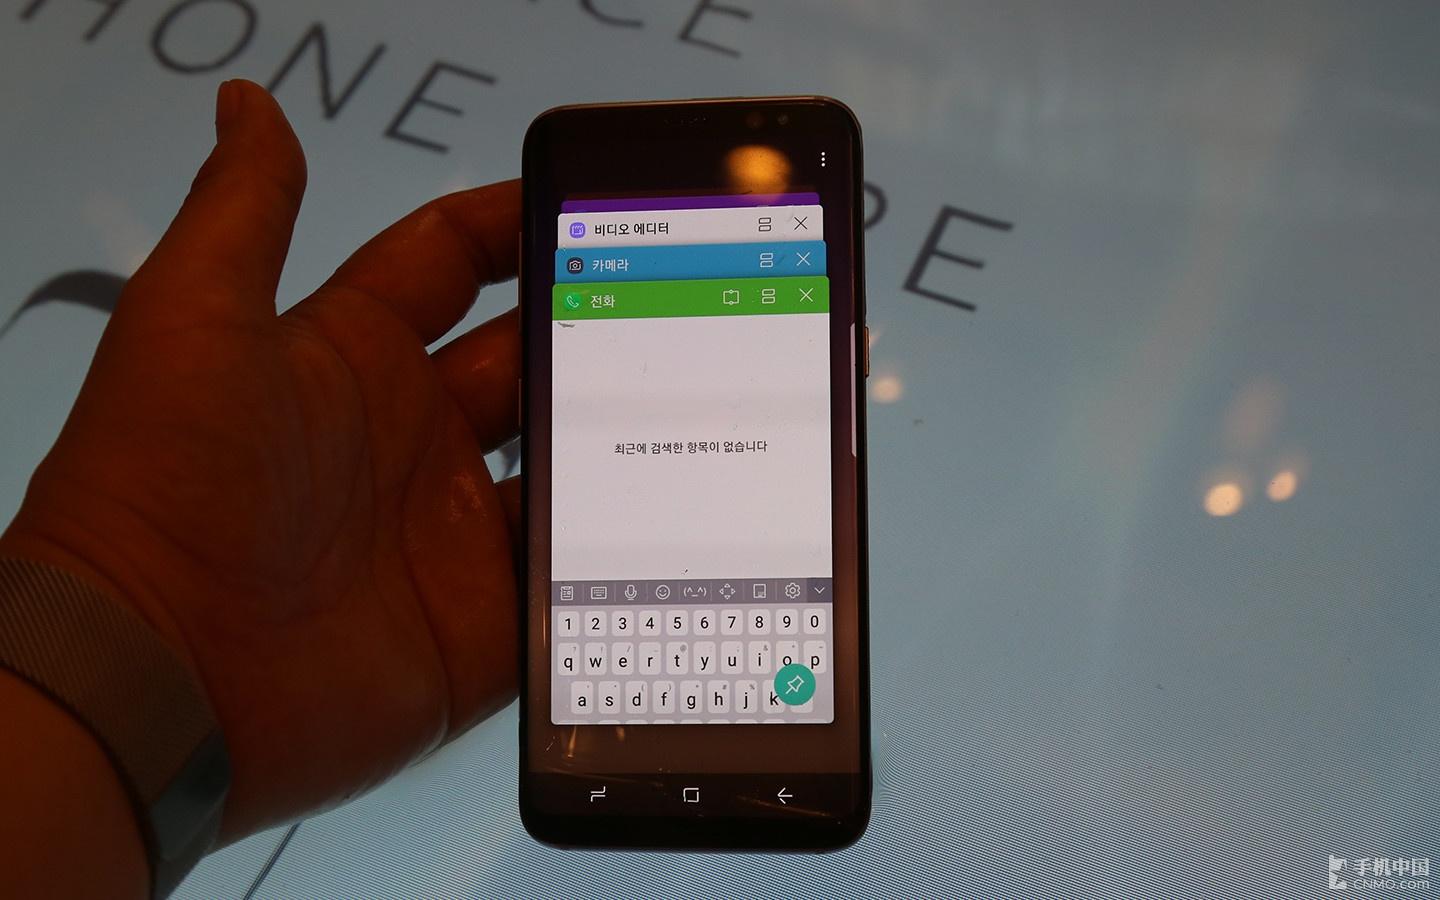 HONE
CE
PE
비디오 에디터
카메라
전화
최근에 검색한 항목이 없습니다
(^_^)
1 2 3 4 5 6 7 8 9 0
q w e r t y u i o p
a s d f g h j k
手机中国
CNMO.com